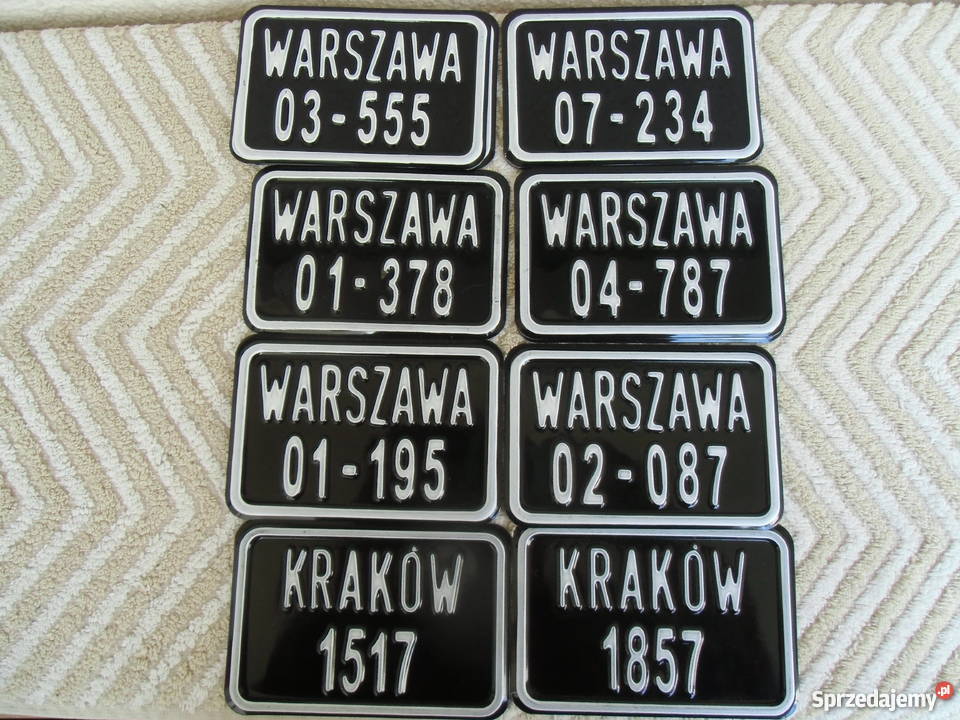 WARSZAWA
03-555
WARSZAWA
07-234
WARSZAWA
01-378
WARSZAWA
04-787
WARSZAWA
01-195
WARSZAWA
02-087
KRAKÓW
1517
KRAKÓW
1857
Sprzedajemy.pl